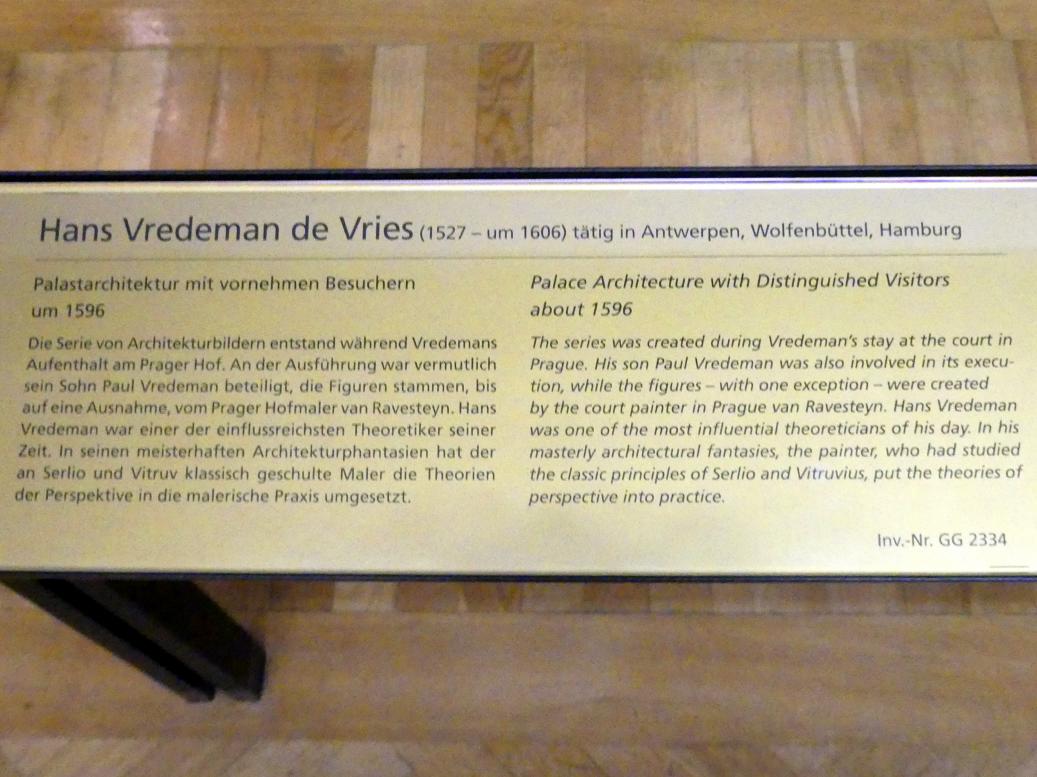 Hans Vredeman de Vries (1527 – um 1606) tätig in Antwerpen, Wolfenbüttel, Hamburg
Palastarchitektur mit vornehmen Besuchern
um 1596
Die Serie von Architekturbildern entstand während Vredemans
Aufenthalt am Prager Hof. An der Ausführung war vermutlich
sein Sohn Paul Vredeman beteiligt, die Figuren stammen, bis
auf eine Ausnahme, vom Prager Hofmaler van Ravesteyn. Hans
Vredeman war einer der einflussreichsten Theoretiker seiner
Zeit. In seinen meisterhaften Architekturphantasien hat der
an Serlio und Vitruv klassisch geschulte Maler die Theorien
der Perspektive in die malerische Praxis umgesetzt.
Palace Architecture with Distinguished Visitors
about 1596
The series was created during Vredeman's stay at the court in
Prague. His son Paul Vredeman was also involved in its execu-
tion, while the figures – with one exception – were created
by the court painter in Prague van Ravesteyn. Hans Vredeman
was one of the most influential theoreticians of his day. In his
masterly architectural fantasies, the painter, who had studied
the classic principles of Serlio and Vitruvius, put the theories of
perspective into practice.
Inv.-Nr. GG 2334